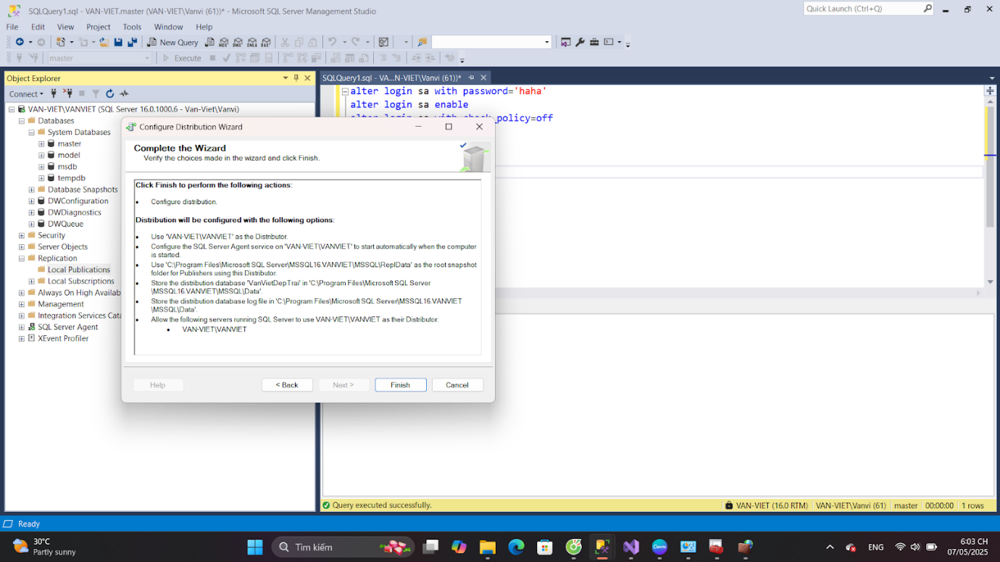 SQLQuery1.sql - VAN-VIET.master (VAN-VIET\Vanvi (61))* - Microsoft SQL Server Management Studio
Quick Launch (Ctrl+Q)
File Edit View Project Tools Window Help
New Query
master
Execute
Object Explorer
Connect
VAN-VIET\VANVIET (SQL Server 16.0.1000.6 - Van-Viet\Vanvi)
Databases
System Databases
master
model
msdb
tempdb
Database Snapshots
DWConfiguration
DWDiagnostics
DWQueue
Security
Server Objects
Replication
Local Publications
Local Subscriptions
Always On High Availab
Management
Integration Services Cata
SQL Server Agent
XEvent Profiler
SQLQuery1.sql - VA...N-VIET\Vanvi (61))*
alter login sa with password='haha'
alter login sa enable
alter login sa with check_policy=off
Configure Distribution Wizard
Complete the Wizard
Verify the choices made in the wizard and click Finish.
Click Finish to perform the following actions:
• Configure distribution.
Distribution will be configured with the following options:
• Use 'VAN-VIET\VANVIET' as the Distributor.
• Configure the SQL Server Agent service on 'VAN-VIET\VANVIET' to start automatically when the computer
is started.
• Use 'C:\Program Files\Microsoft SQL Server\MSSQL16.VANVIET\MSSQL\ReplData' as the root snapshot
folder for Publishers using this Distributor.
• Store the distribution database 'VanVietDepTrai' in 'C:\Program Files\Microsoft SQL Server
\MSSQL16.VANVIET\MSSQL\Data'.
• Store the distribution database log file in 'C:\Program Files\Microsoft SQL Server\MSSQL16.VANVIET
\MSSQL\Data'.
• Allow the following servers running SQL Server to use VAN-VIET\VANVIET as their Distributor:
• VAN-VIET\VANVIET
Help < Back Next > Finish Cancel
Query executed successfully.
VAN-VIET (16.0 RTM) VAN-VIET\Vanvi (61) master 00:00:00 1 rows
Ready
30°C
Partly sunny
Tìm kiếm
ENG
6:03 CH
07/05/2025